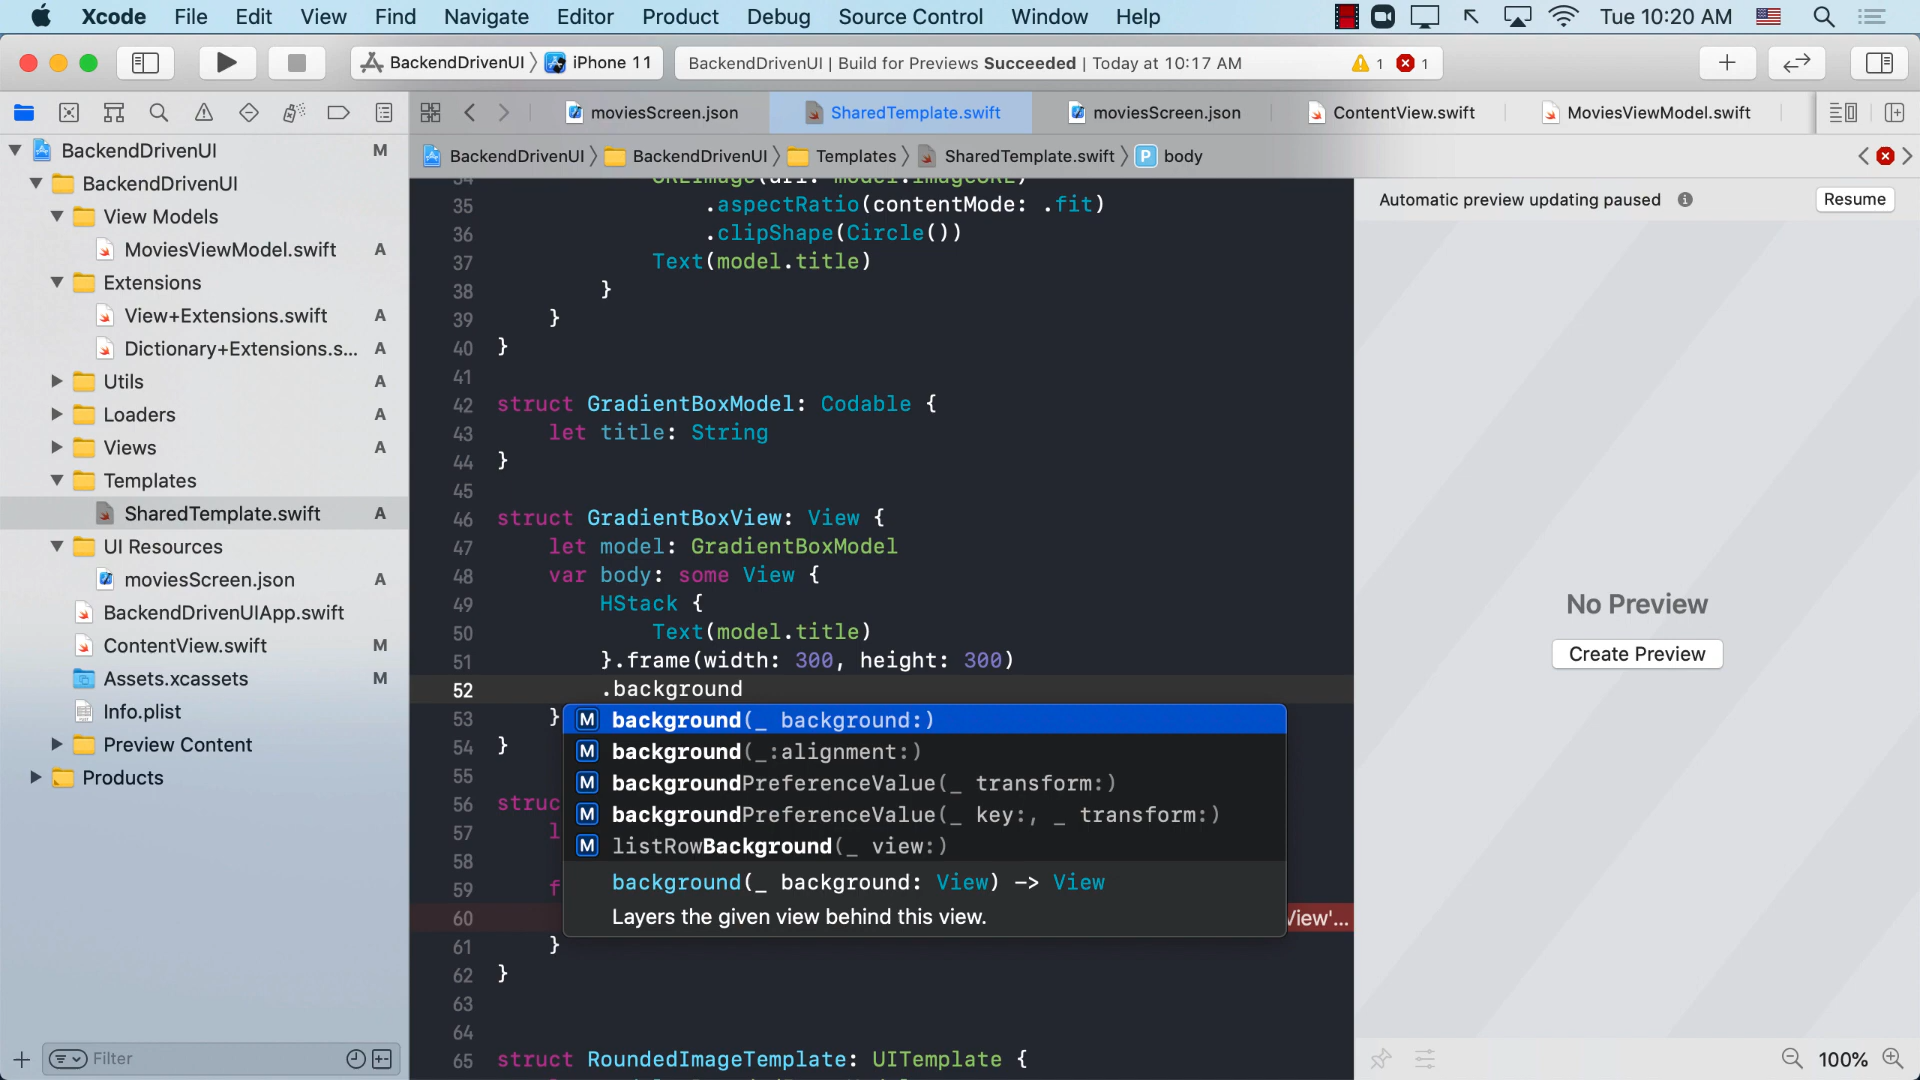 Xcode File Edit View Find Navigate Editor Product Debug Source Control Window Help Tue 10:20 AM
BackendDrivenUI iPhone 11 BackendDrivenUI | Build for Previews Succeeded | Today at 10:17 AM 1 1
moviesScreen.json SharedTemplate.swift moviesScreen.json ContentView.swift MoviesViewModel.swift
BackendDrivenUI BackendDrivenUI Templates SharedTemplate.swift P body
BackendDrivenUI M
BackendDrivenUI
View Models
MoviesViewModel.swift A
Extensions
View+Extensions.swift A
Dictionary+Extensions.s... A
Utils A
Loaders A
Views A
Templates
SharedTemplate.swift A
UI Resources
moviesScreen.json A
BackendDrivenUIApp.swift
ContentView.swift M
Assets.xcassets M
Info.plist
Preview Content
Products
Filter
35 .aspectRatio(contentMode: .fit)
36 .clipShape(Circle())
37 Text(model.title)
38 }
39 }
40 }
41
42 struct GradientBoxModel: Codable {
43 let title: String
44 }
45
46 struct GradientBoxView: View {
47 let model: GradientBoxModel
48 var body: some View {
49 HStack {
50 Text(model.title)
51 }.frame(width: 300, height: 300)
52 .background
53 }
54 }
55
56 struc
57 l
58
59 f
60 View'...
61 }
62 }
63
64
65 struct RoundedImageTemplate: UITemplate {
M background(_ background:)
M background(_:alignment:)
M backgroundPreferenceValue(_ transform:)
M backgroundPreferenceValue(_ key:, _ transform:)
M listRowBackground(_ view:)
background(_ background: View) -> View
Layers the given view behind this view.
Automatic preview updating paused Resume
No Preview
Create Preview
100%